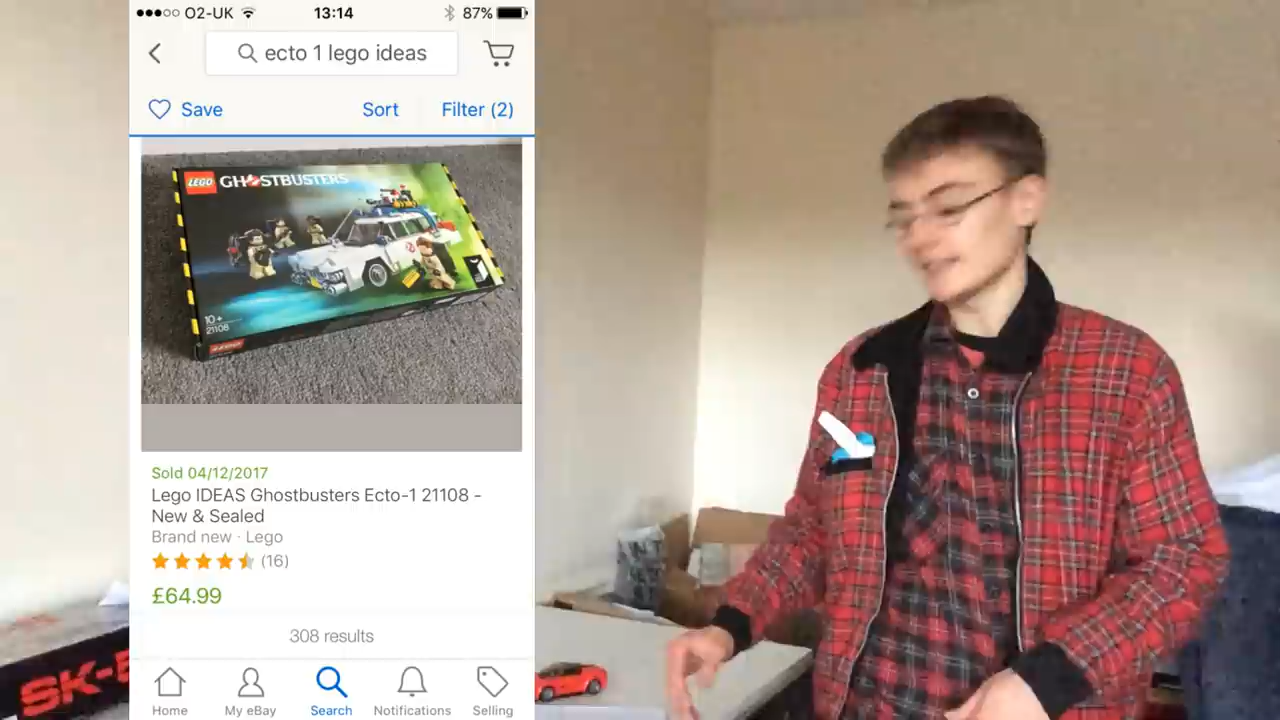 O2-UK 13:14 87%
ecto 1 lego ideas
Save Sort Filter (2)
LEGO GHOSTBUSTERS
10+
21108
Sold 04/12/2017
Lego IDEAS Ghostbusters Ecto-1 21108 -
New & Sealed
Brand new · Lego
(16)
£64.99
308 results
Home My eBay Search Notifications Selling
SK-